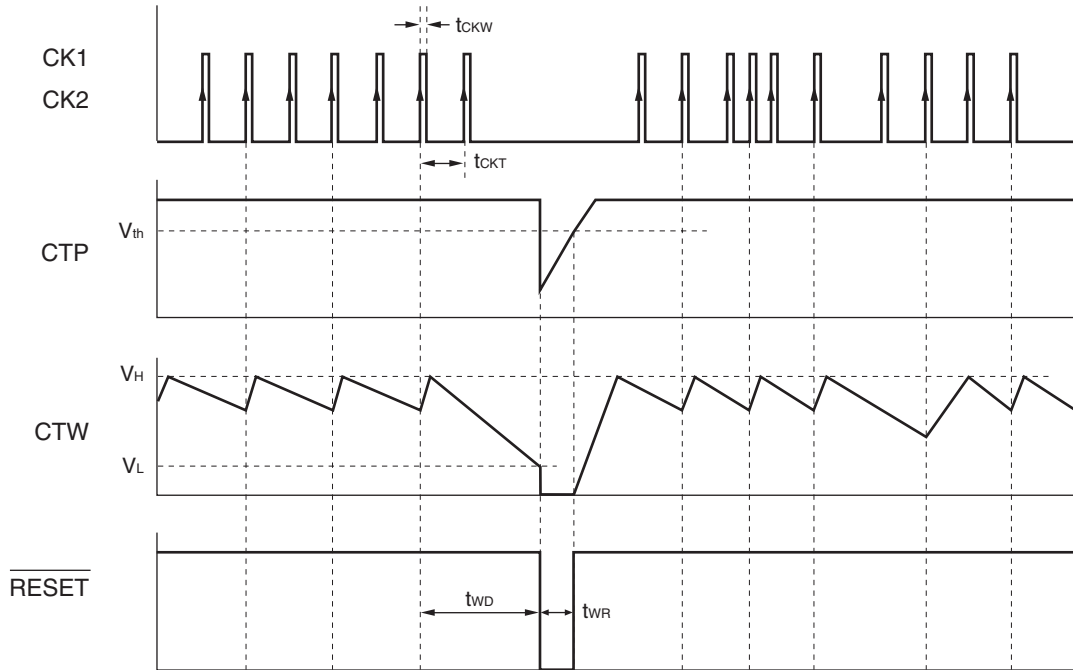 tCKW
CK1
CK2
tCKT
Vth
CTP
VH
CTW
VL
RESET
tWD
tWR